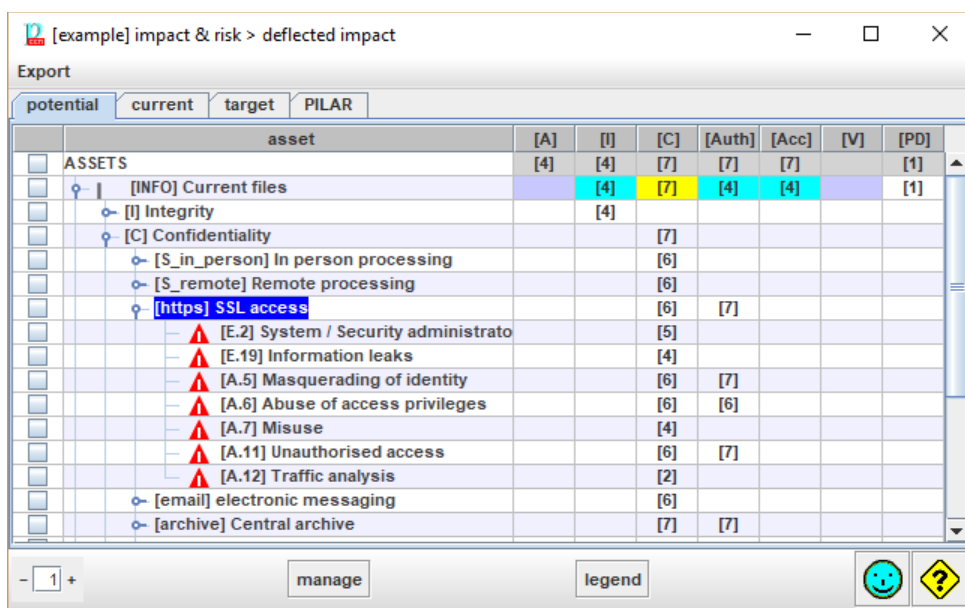 [example] impact & risk > deflected impact
Export
potential current target PILAR
asset [A] [I] [C] [Auth] [Acc] [V] [PD]
ASSETS [4] [4] [7] [7] [7] [1]
[INFO] Current files [4] [7] [4] [4] [1]
[I] Integrity [4]
[C] Confidentiality [7]
[S_in_person] In person processing [6]
[S_remote] Remote processing [6]
[https] SSL access [6] [7]
[E.2] System / Security administrato [5]
[E.19] Information leaks [4]
[A.5] Masquerading of identity [6] [7]
[A.6] Abuse of access privileges [6] [6]
[A.7] Misuse [4]
[A.11] Unauthorised access [6] [7]
[A.12] Traffic analysis [2]
[email] electronic messaging [6]
[archive] Central archive [7] [7]
- 1 + manage legend ?